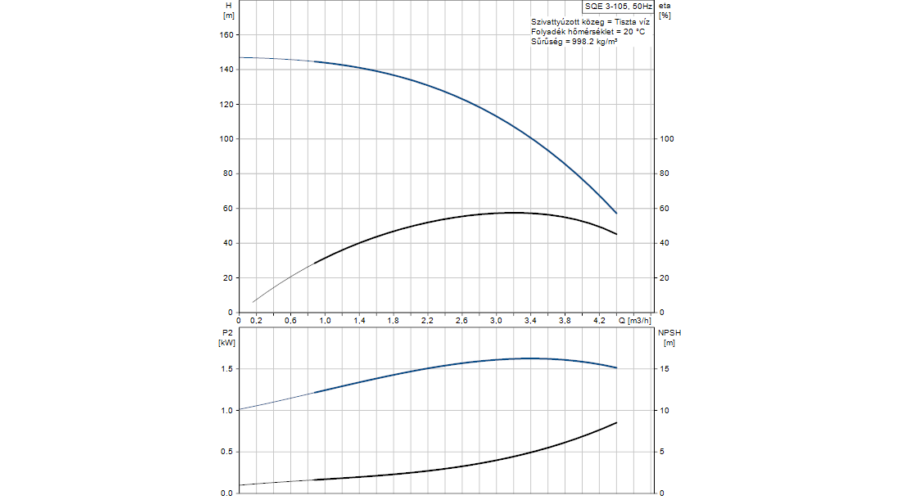 H
[m]
SQE 3-105, 50Hz
eta
[%]
Szivattyúzott közeg = Tiszta víz
Folyadék hőmérséklet = 20 °C
Sűrűség = 998.2 kg/m³
160
140
120
100
80
60
40
20
0
100
80
60
40
20
0
0 0.2 0.6 1.0 1.4 1.8 2.2 2.6 3.0 3.4 3.8 4.2 Q [m3/h]
P2
[kW]
NPSH
[m]
1.5
1.0
0.5
0.0
15
10
5
0